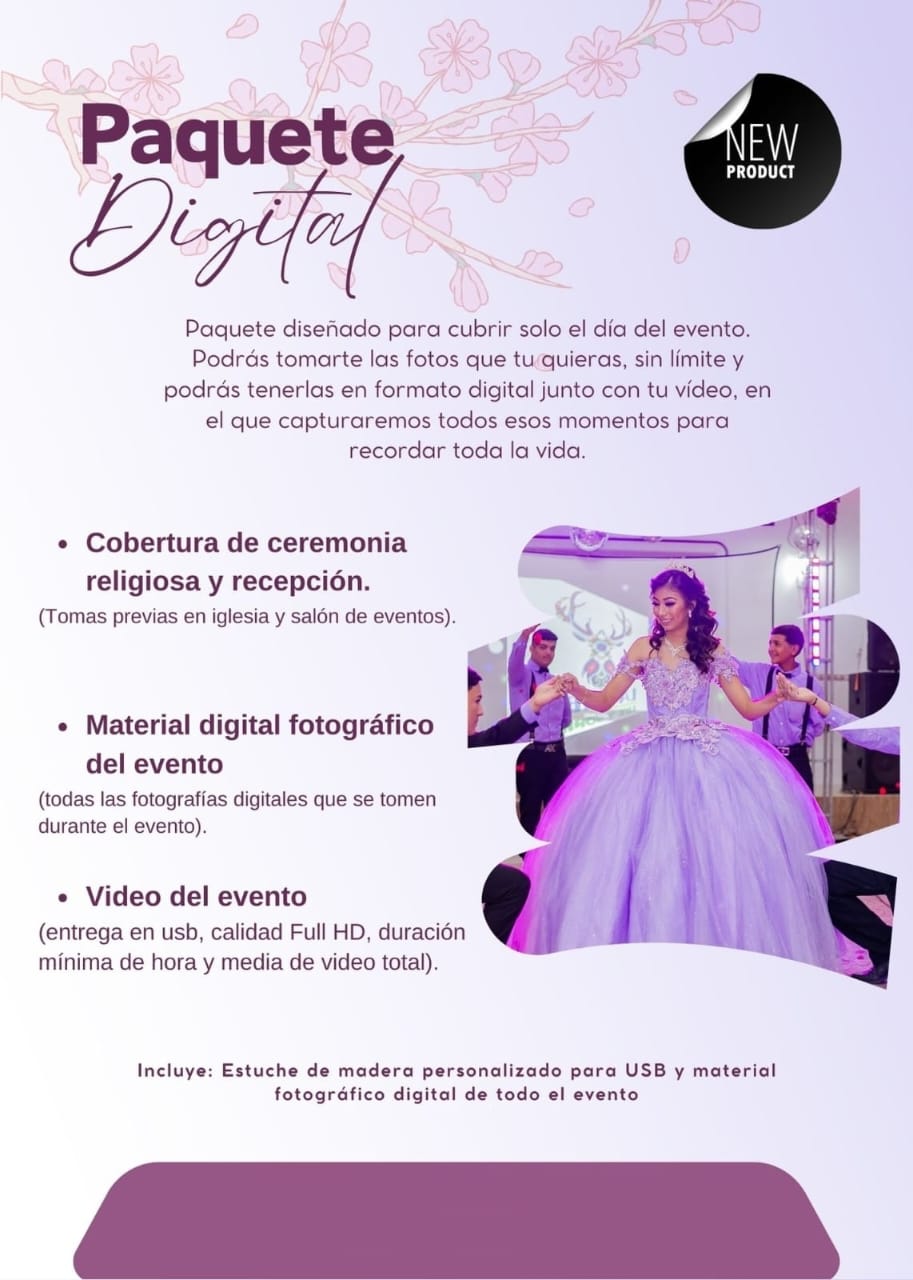 Paquete
Digital
NEW
PRODUCT
Paquete diseñado para cubrir solo el día del evento.
Podrás tomarte las fotos que tu quieras, sin límite y
podrás tenerlas en formato digital junto con tu vídeo, en
el que capturaremos todos esos momentos para
recordar toda la vida.
• Cobertura de ceremonia
religiosa y recepción.
(Tomas previas en iglesia y salón de eventos).
• Material digital fotográfico
del evento
(todas las fotografías digitales que se tomen
durante el evento).
• Video del evento
(entrega en usb, calidad Full HD, duración
mínima de hora y media de video total).
Incluye: Estuche de madera personalizado para USB y material
fotográfico digital de todo el evento